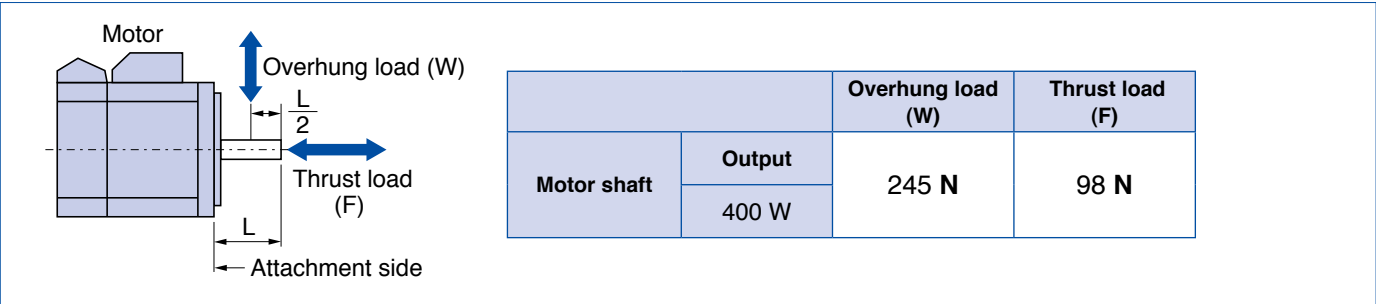 Motor
Overhung load (W)
L
2
Thrust load
(F)
L
Attachment side
Overhung load
(W)
Thrust load
(F)
Motor shaft
Output
400 W
245 N
98 N